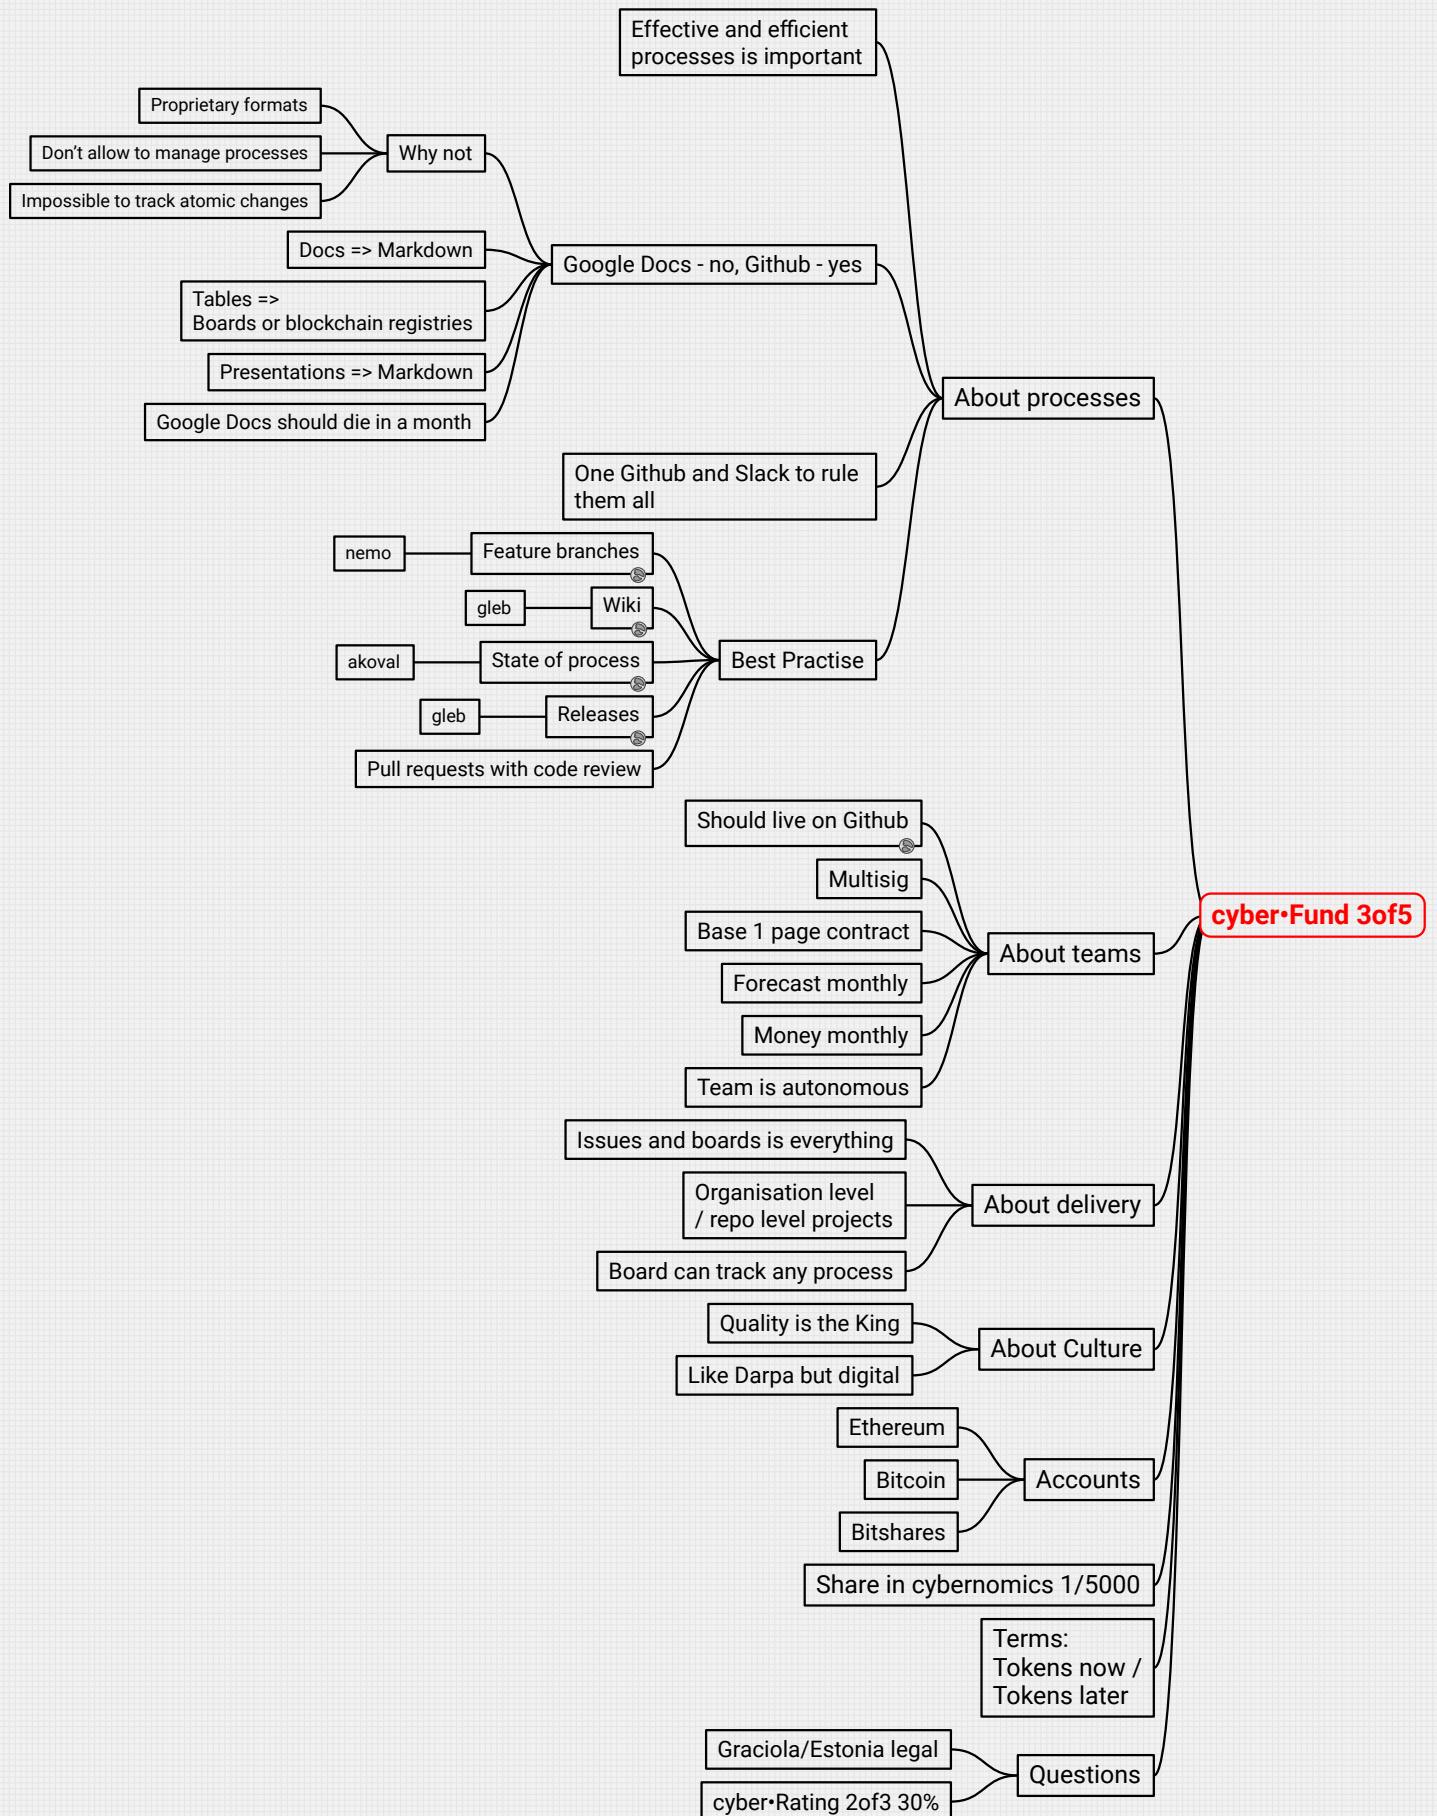 Effective and efficient
processes is important
Proprietary formats
Don't allow to manage processes
Why not
Impossible to track atomic changes
Docs => Markdown
Google Docs - no, Github - yes
Tables =>
Boards or blockchain registries
Presentations => Markdown
Google Docs should die in a month
About processes
One Github and Slack to rule
them all
nemo
Feature branches
gleb
Wiki
akoval
State of process
Best Practise
gleb
Releases
Pull requests with code review
Should live on Github
Multisig
Base 1 page contract
About teams
Forecast monthly
Money monthly
Team is autonomous
cyber•Fund 3of5
Issues and boards is everything
Organisation level
/ repo level projects
About delivery
Board can track any process
Quality is the King
About Culture
Like Darpa but digital
Ethereum
Bitcoin
Accounts
Bitshares
Share in cybernomics 1/5000
Terms:
Tokens now /
Tokens later
Graciola/Estonia legal
Questions
cyber•Rating 2of3 30%